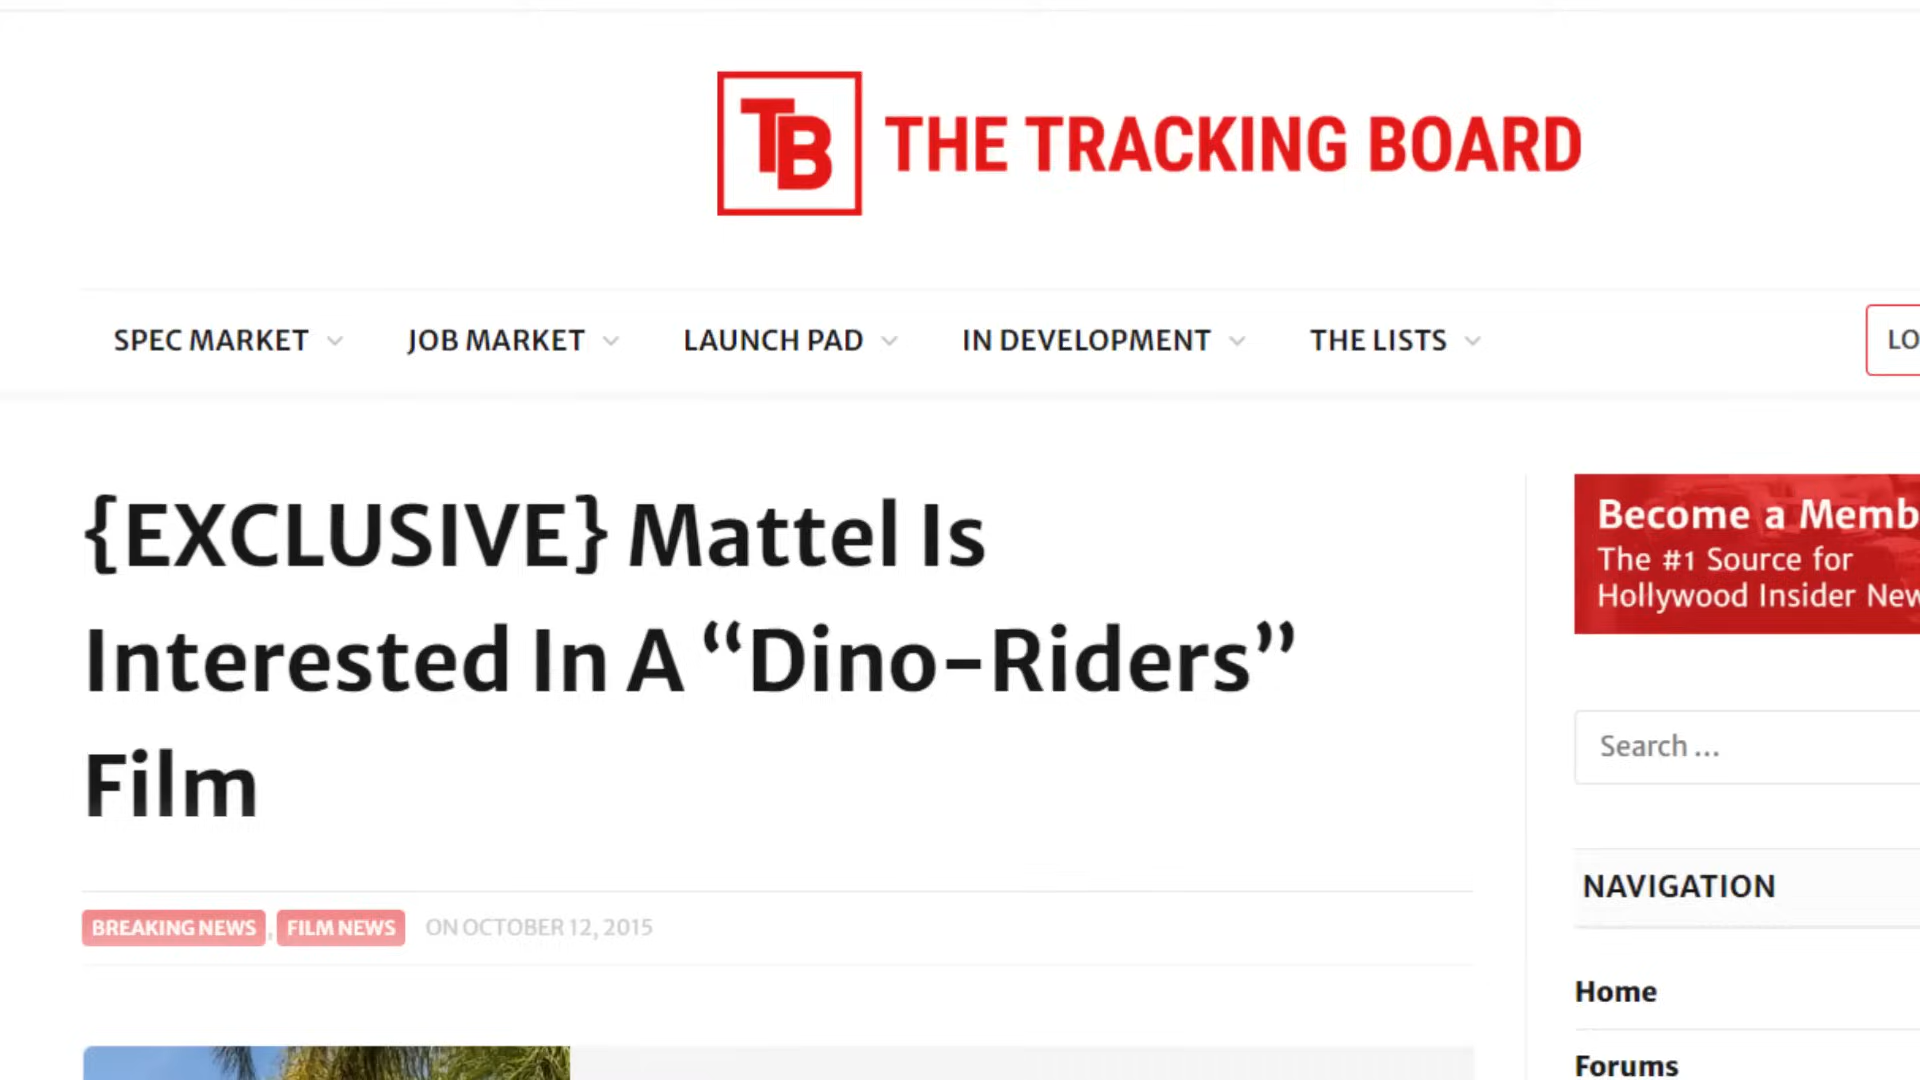 TB THE TRACKING BOARD
SPEC MARKET JOB MARKET LAUNCH PAD IN DEVELOPMENT THE LISTS LO
{EXCLUSIVE} Mattel Is
Interested In A “Dino-Riders”
Film
BREAKING NEWS, FILM NEWS ON OCTOBER 12, 2015
Become a Memb
The #1 Source for
Hollywood Insider New
Search ...
NAVIGATION
Home
Forums